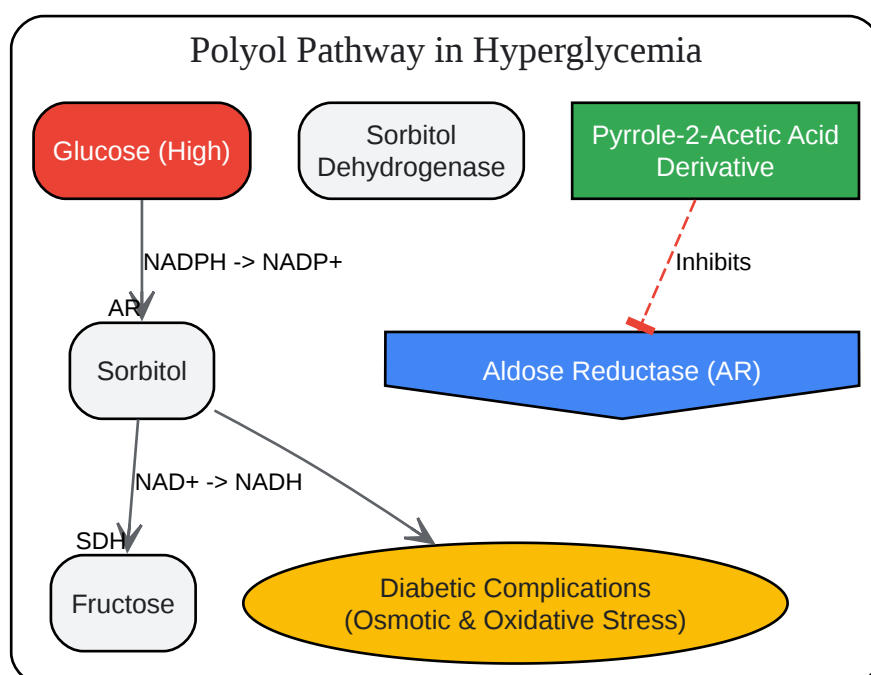 Polyol Pathway in Hyperglycemia
Glucose (High)
Sorbitol
Dehydrogenase
Pyrrole-2-Acetic Acid
Derivative
NADPH -> NADP+
Inhibits
AR
Sorbitol
Aldose Reductase (AR)
NAD+ -> NADH
SDH
Fructose
Diabetic Complications
(Osmotic & Oxidative Stress)